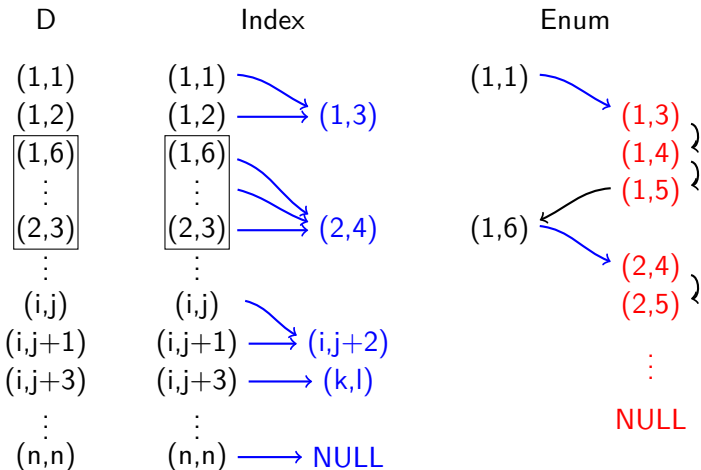 D Index Enum
(1,1) (1,1) (1,1)
(1,2) (1,2) (1,3) (1,3)
(1,6) (1,6) (1,4)
⋮ ⋮ (1,5)
(2,3) (2,3) (2,4) (1,6)
⋮ ⋮ (2,4)
(i,j) (i,j) (2,5)
(i,j+1) (i,j+1) (i,j+2)
(i,j+3) (i,j+3) (k,l) ⋮
⋮ ⋮ NULL
(n,n) (n,n) NULL